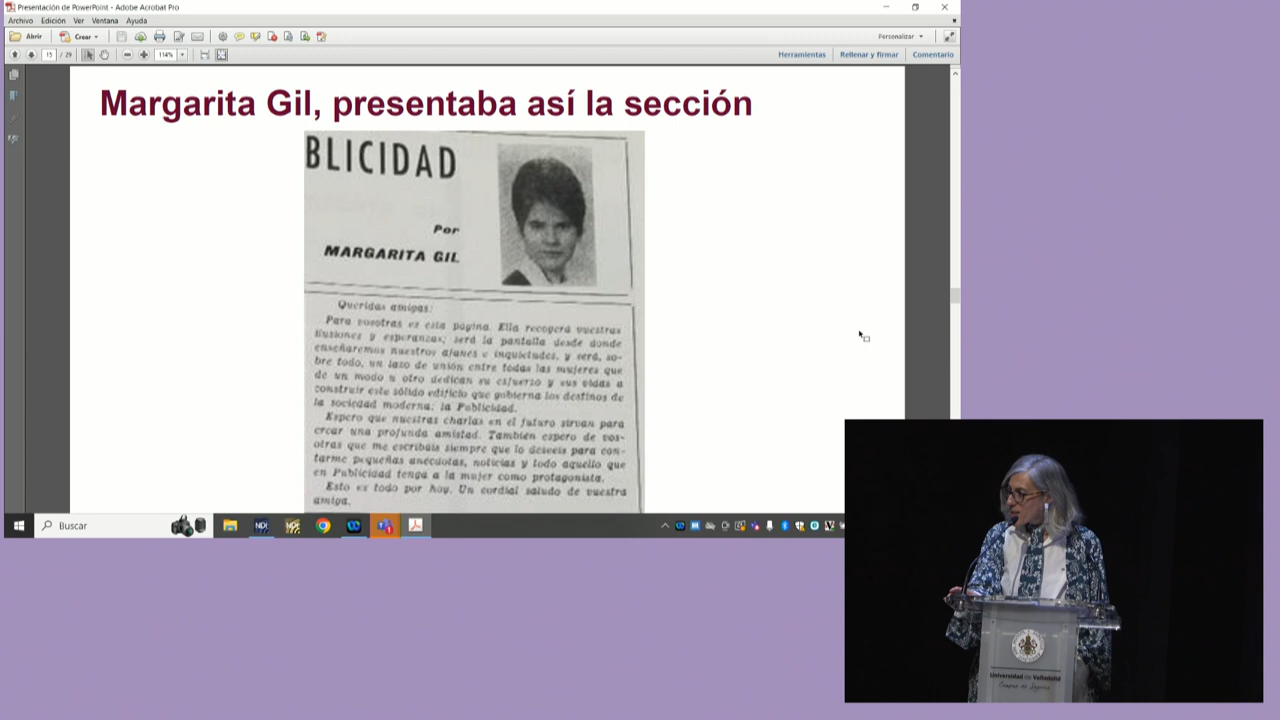 Presentación de PowerPoint - Adobe Acrobat Pro
Archivo Edición Ver Ventana Ayuda
Abrir Crear Personalizar
15 / 29 114% Herramientas Rellenar y firmar Comentario
Margarita Gil, presentaba así la sección
BLICIDAD
Por
MARGARITA GIL
Queridas amigas:
Para vosotras es esta página. Ella recogerá vuestras
ilusiones y esperanzas; será la pantalla desde donde
enseñaremos nuestros afanes e inquietudes, y será, so-
bre todo, un lazo de unión entre todas las mujeres que
de un modo u otro dedican su esfuerzo y sus vidas a
construir este sólido edificio que gobierna los destinos de
la sociedad moderna: la Publicidad.
Espero que nuestras charlas en el futuro sirvan para
crear una profunda amistad. También espero de vos-
otras que me escribáis siempre que lo deseéis para con-
tarme pequeñas anécdotas, noticias y todo aquello que
en Publicidad tenga a la mujer como protagonista.
Esto es todo por hoy. Un cordial saludo de vuestra
amiga.
Buscar
Universidad de Valladolid
Campus de Segovia